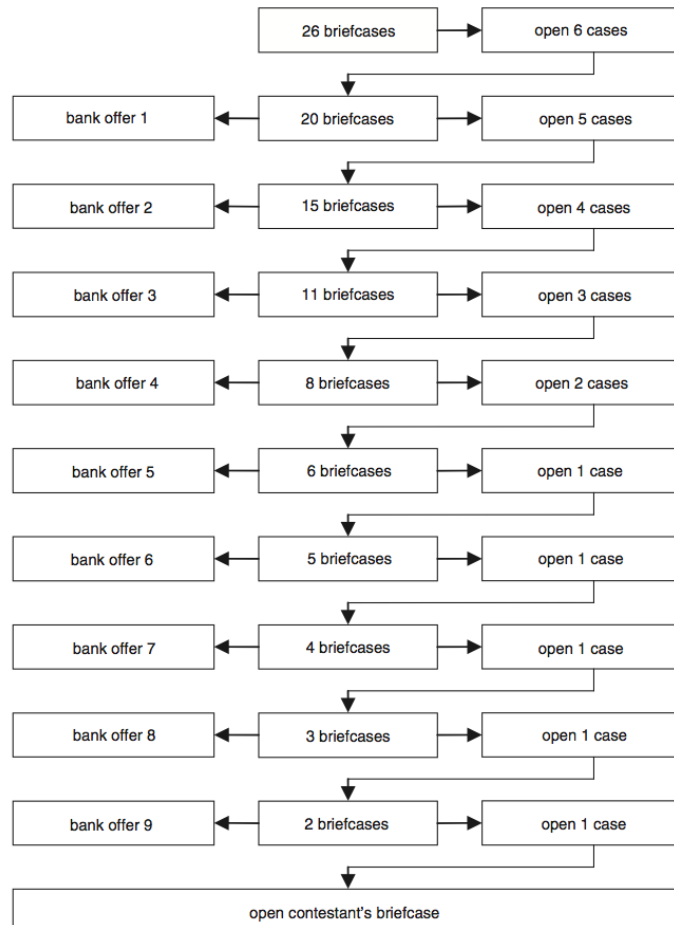 26 briefcases
open 6 cases
bank offer 1
20 briefcases
open 5 cases
bank offer 2
15 briefcases
open 4 cases
bank offer 3
11 briefcases
open 3 cases
bank offer 4
8 briefcases
open 2 cases
bank offer 5
6 briefcases
open 1 case
bank offer 6
5 briefcases
open 1 case
bank offer 7
4 briefcases
open 1 case
bank offer 8
3 briefcases
open 1 case
bank offer 9
2 briefcases
open 1 case
open contestant's briefcase